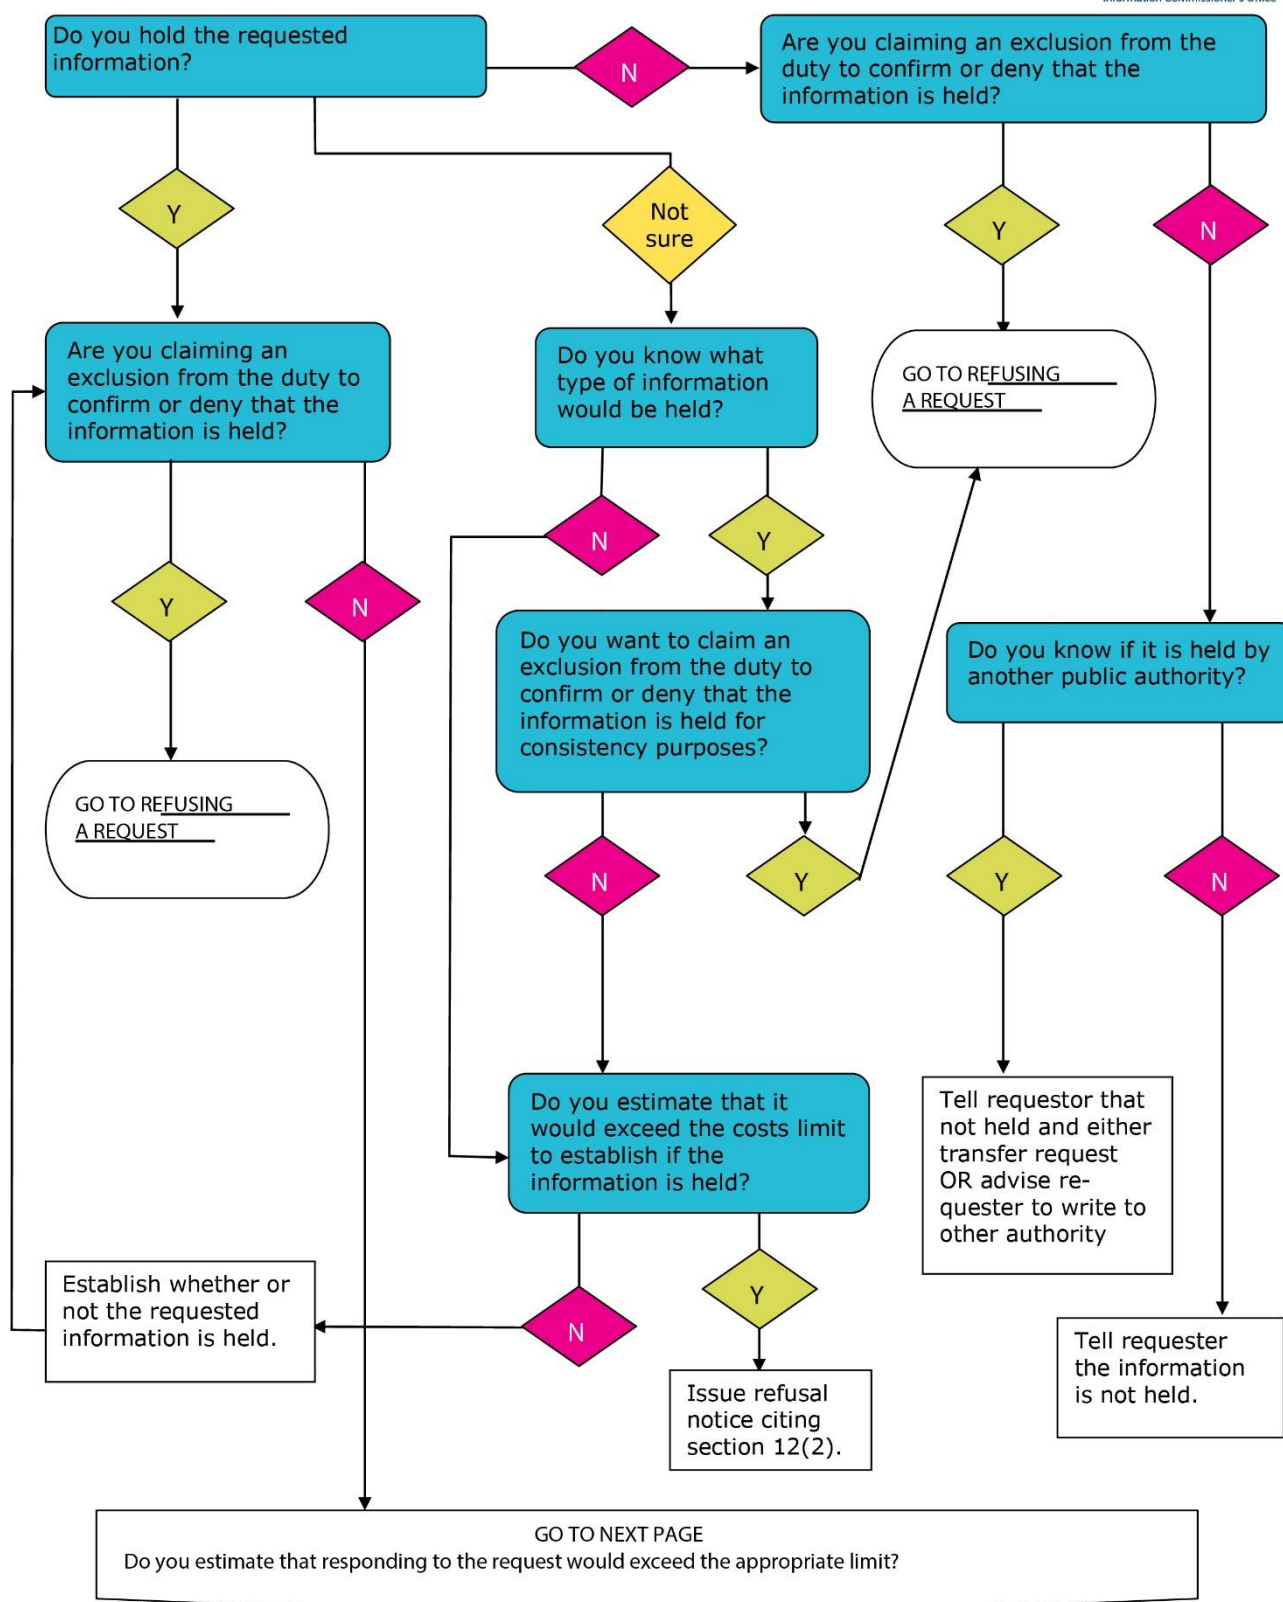 Information Commissioner's Office
Do you hold the requested
information?
N
Are you claiming an exclusion from the
duty to confirm or deny that the
information is held?
Y
Not
sure
Y
N
Are you claiming an
exclusion from the duty to
confirm or deny that the
information is held?
Do you know what
type of information
would be held?
GO TO REFUSING
A REQUEST
N
Y
Y
N
Do you want to claim an
exclusion from the duty to
confirm or deny that the
information is held for
consistency purposes?
Do you know if it is held by
another public authority?
GO TO REFUSING
A REQUEST
N
Y
Y
N
Do you estimate that it
would exceed the costs limit
to establish if the
information is held?
Tell requestor that
not held and either
transfer request
OR advise re-
quester to write to
other authority
Establish whether or
not the requested
information is held.
N
Y
Tell requester
the information
is not held.
Issue refusal
notice citing
section 12(2).
GO TO NEXT PAGE
Do you estimate that responding to the request would exceed the appropriate limit?